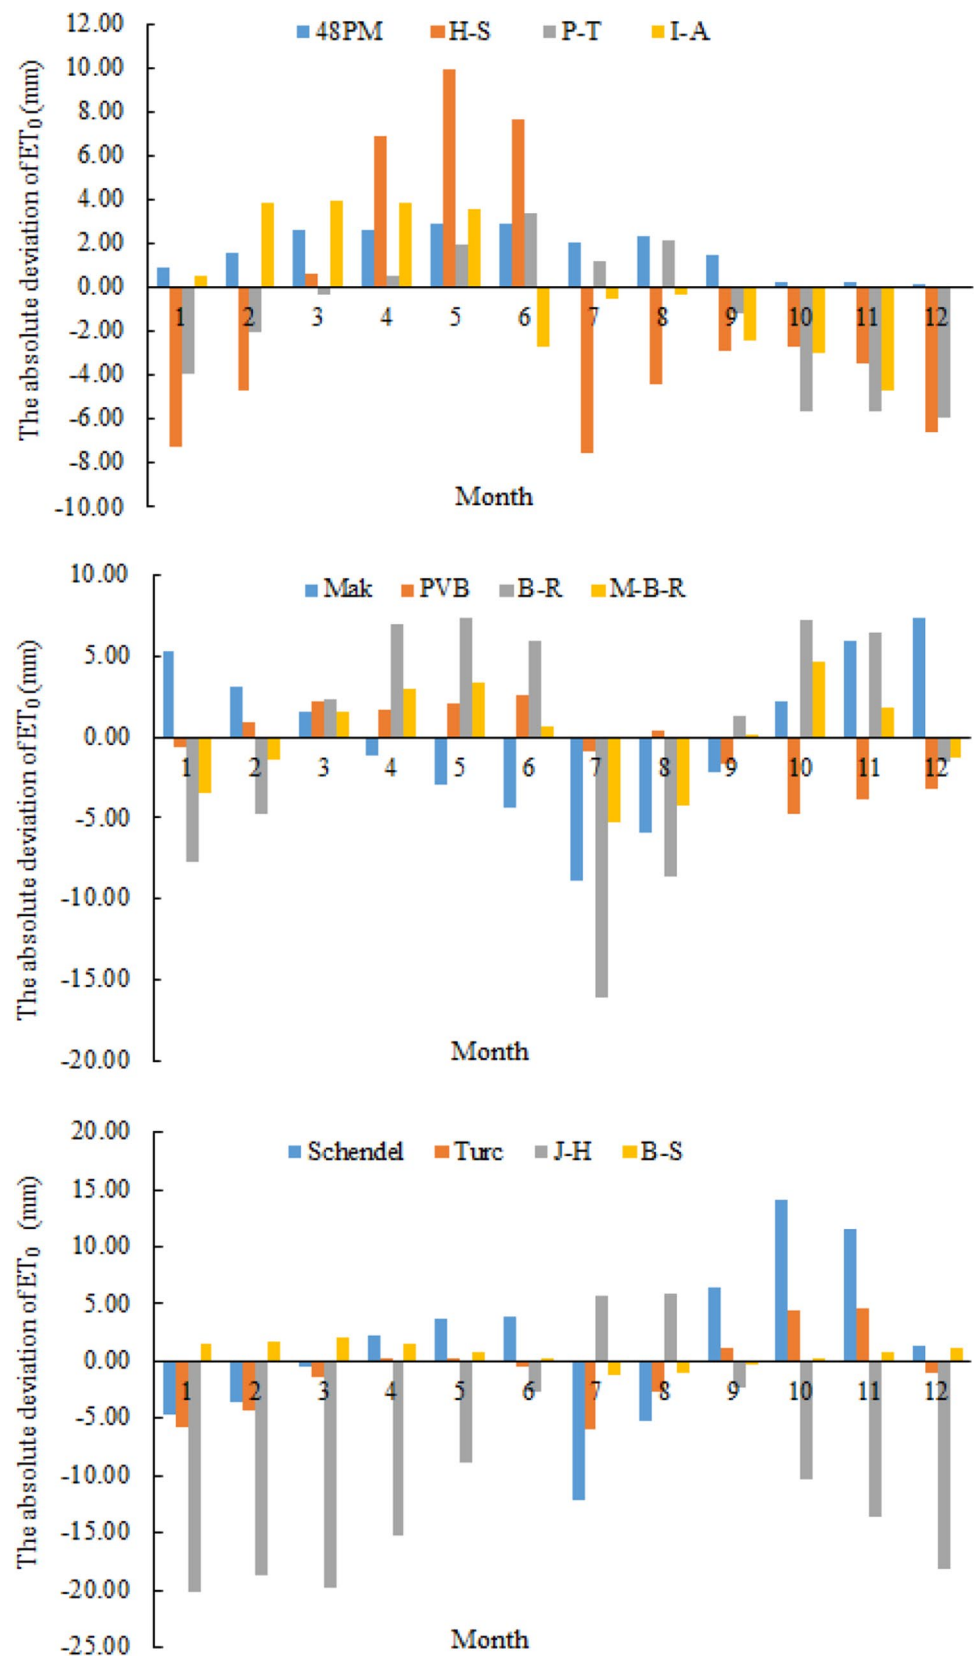 12.00
48PM H-S P-T I-A
10.00
8.00
6.00
4.00
2.00
0.00
-2.00
-4.00
-6.00
-8.00
-10.00
The absolute deviation of ET0 (mm)
1 2 3 4 5 6 7 8 9 10 11 12
Month
10.00
Mak PVB B-R M-B-R
5.00
0.00
-5.00
-10.00
-15.00
-20.00
The absolute deviation of ET0 (mm)
1 2 3 4 5 6 7 8 9 10 11 12
Month
20.00
Schendel Turc J-H B-S
15.00
10.00
5.00
0.00
-5.00
-10.00
-15.00
-20.00
-25.00
The absolute deviation of ET0 (mm)
1 2 3 4 5 6 7 8 9 10 11 12
Month